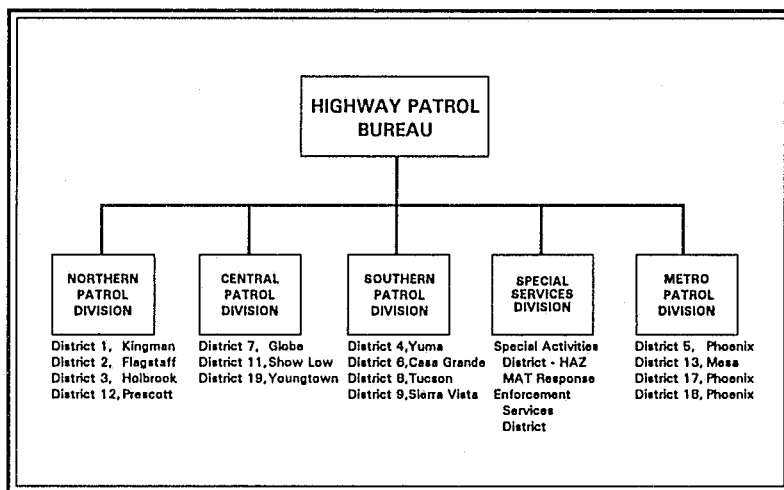 HIGHWAY PATROL
BUREAU
NORTHERN
PATROL
DIVISION
District 1, Kingman
District 2, Flagstaff
District 3, Holbrook
District 12, Prescott
CENTRAL
PATROL
DIVISION
District 7, Globe
District 11, Show Low
District 19, Youngtown
SOUTHERN
PATROL
DIVISION
District 4, Yuma
District 6, Casa Grande
District 8, Tucson
District 9, Sierra Vista
SPECIAL
SERVICES
DIVISION
Special Activities
District - HAZ
MAT Response
Enforcement
Services
District
METRO
PATROL
DIVISION
District 5, Phoenix
District 13, Mesa
District 17, Phoenix
District 18, Phoenix